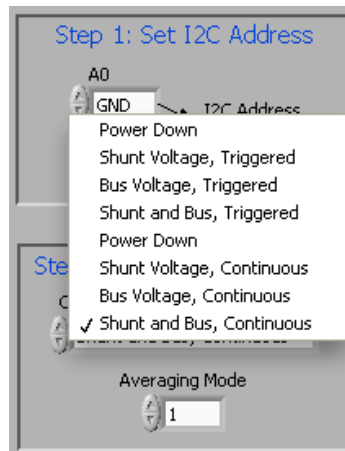 Step 1: Set I2C Address
A0
GND
I2C Address
Power Down
Shunt Voltage, Triggered
Bus Voltage, Triggered
Shunt and Bus, Triggered
Power Down
Ste
Shunt Voltage, Continuous
Bus Voltage, Continuous
C
✓ Shunt and Bus, Continuous
Averaging Mode
1